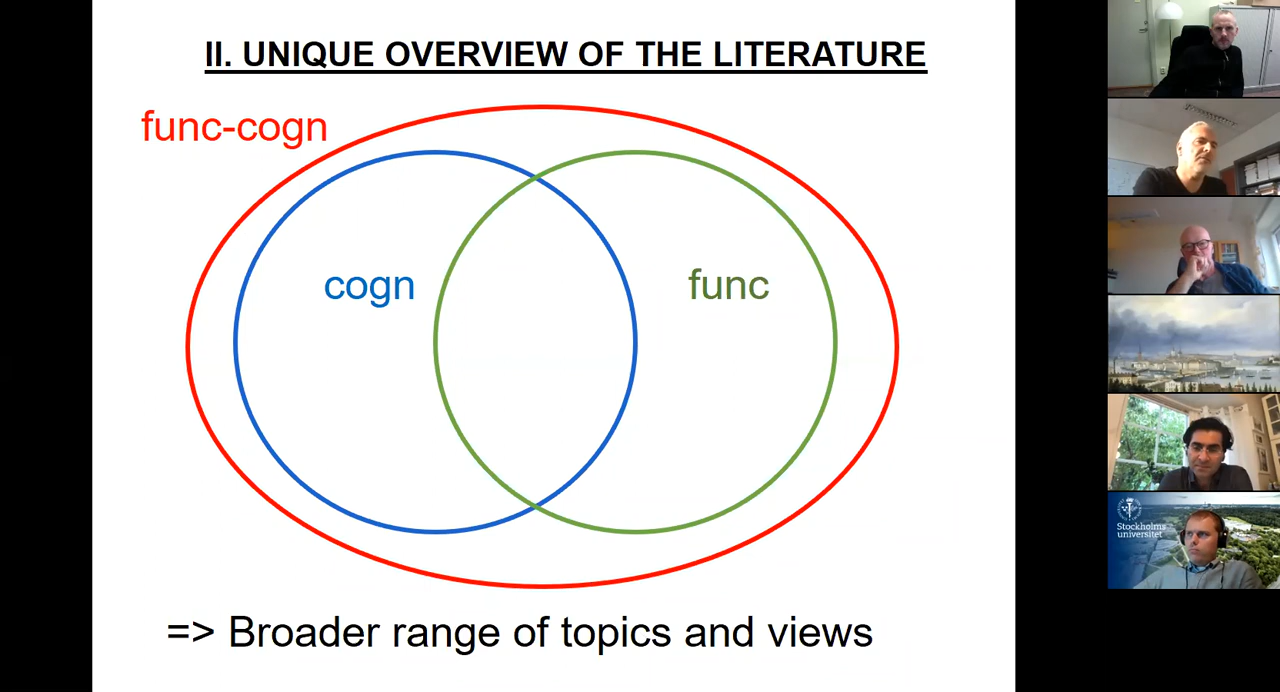 II. UNIQUE OVERVIEW OF THE LITERATURE
func-cogn
cogn
func
=> Broader range of topics and views
Stockholms
universitet